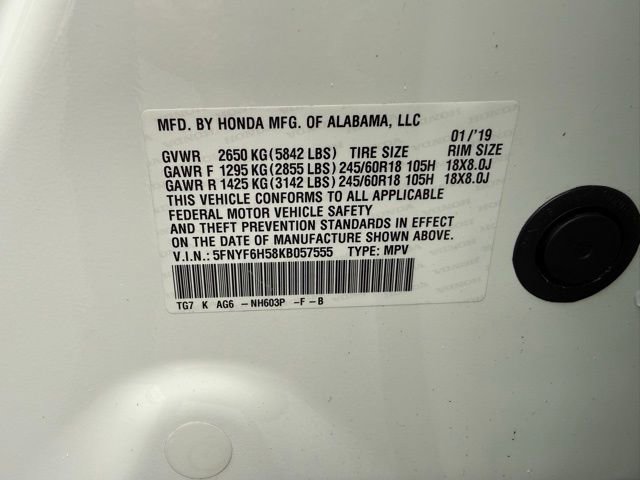 MFD. BY HONDA MFG. OF ALABAMA, LLC
01/'19
GVWR 2650 KG(5842 LBS) TIRE SIZE RIM SIZE
GAWR F 1295 KG(2855 LBS) 245/60R18 105H 18X8.0J
GAWR R 1425 KG(3142 LBS) 245/60R18 105H 18X8.0J
THIS VEHICLE CONFORMS TO ALL APPLICABLE
FEDERAL MOTOR VEHICLE SAFETY
AND THEFT PREVENTION STANDARDS IN EFFECT
ON THE DATE OF MANUFACTURE SHOWN ABOVE.
V.I.N.: 5FNYF6H58KB057555 TYPE: MPV
TG7 K AG6 -NH603P -F-B